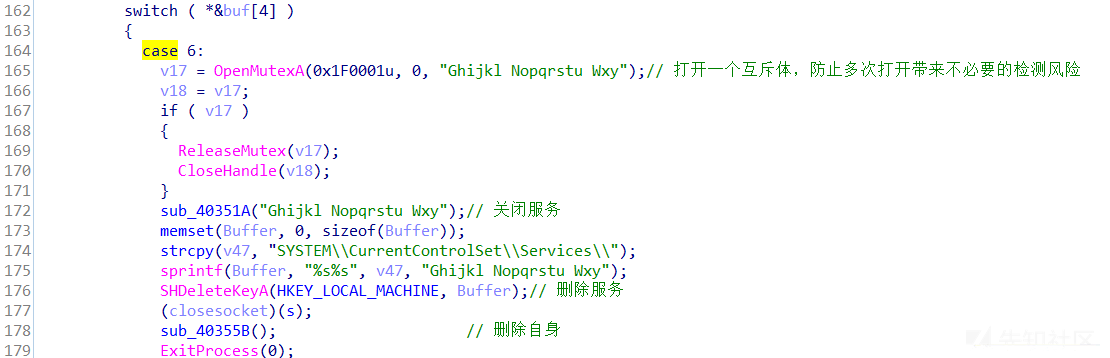 162 switch ( *&buf[4] )
163 {
164 case 6:
165 v17 = OpenMutexA(0x1F0001u, 0, "Ghijkl Nopqrstu Wxy");// 打开一个互斥体，防止多次打开带来不必要的检测风险
166 v18 = v17;
167 if ( v17 )
168 {
169 ReleaseMutex(v17);
170 CloseHandle(v18);
171 }
172 sub_40351A("Ghijkl Nopqrstu Wxy");// 关闭服务
173 memset(Buffer, 0, sizeof(Buffer));
174 strcpy(v47, "SYSTEM\\CurrentControlSet\\Services\\");
175 sprintf(Buffer, "%s%s", v47, "Ghijkl Nopqrstu Wxy");
176 SHDeleteKeyA(HKEY_LOCAL_MACHINE, Buffer);// 删除服务
177 (closesocket)(s);
178 sub_40355B(); // 删除自身
179 ExitProcess(0);
先知社区